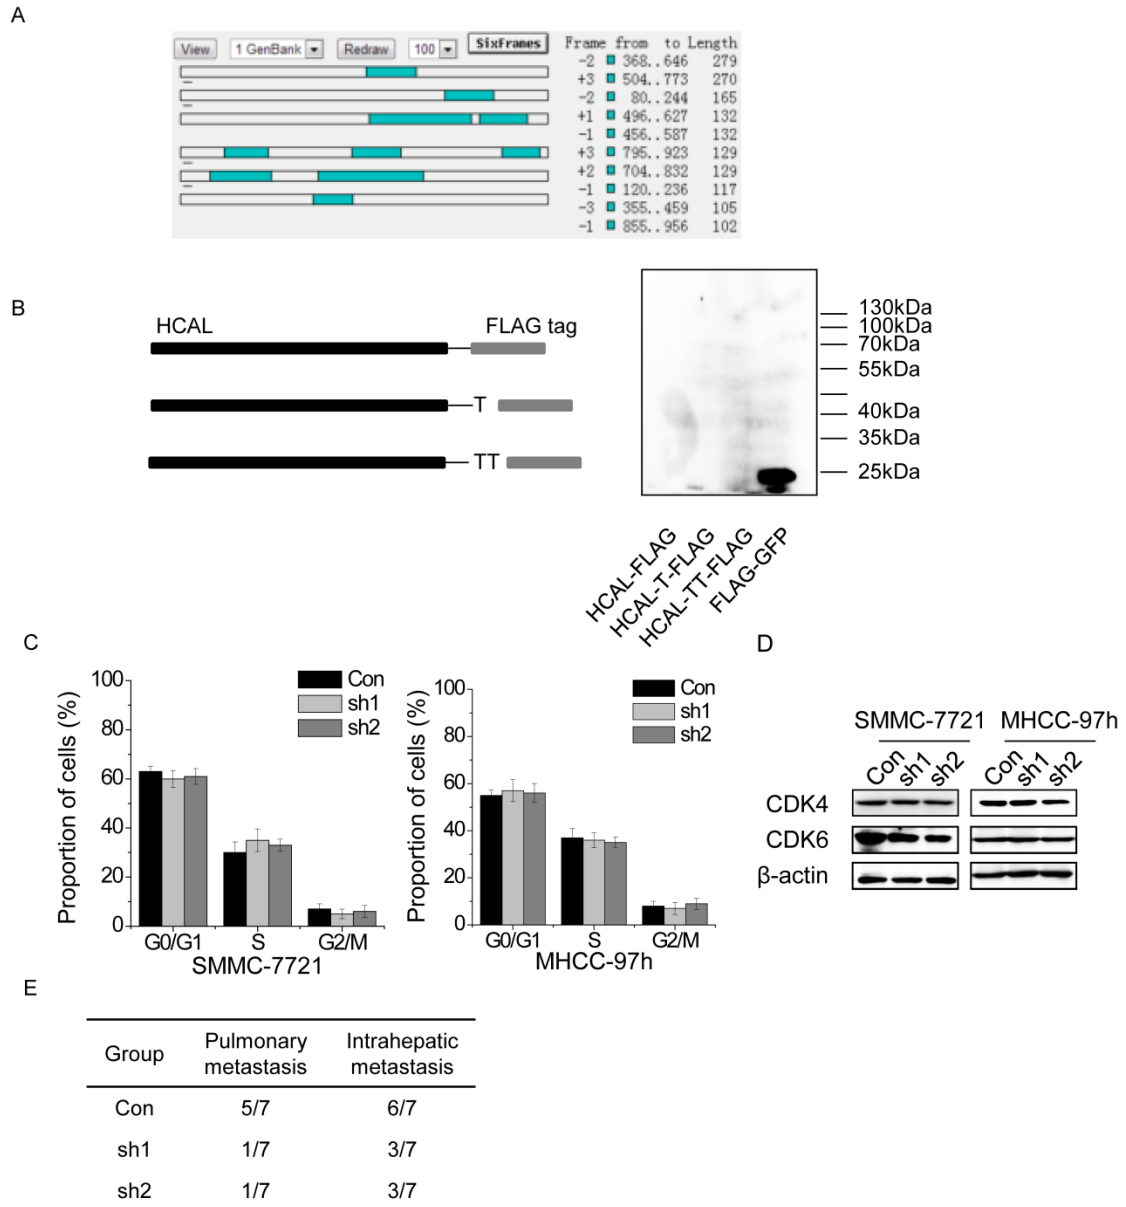 A
View 1 GenBank Redraw 100 SixFrames
Frame from to Length
-2 368..646 279
+3 504..773 270
-2 80..244 165
+1 496..627 132
-1 456..587 132
+3 795..923 129
+2 704..832 129
-1 120..236 117
-3 355..459 105
-1 855..956 102
B
HCAL FLAG tag
T
TT
130kDa
100kDa
70kDa
55kDa
40kDa
35kDa
25kDa
HCAL-FLAG
HCAL-T-FLAG
HCAL-TT-FLAG
FLAG-GFP
C
Proportion of cells (%)
100
80
60
40
20
0
Con
sh1
sh2
G0/G1 S G2/M
SMMC-7721
Proportion of cells (%)
100
80
60
40
20
0
Con
sh1
sh2
G0/G1 S G2/M
MHCC-97h
D
SMMC-7721 MHCC-97h
Con sh1 sh2 Con sh1 sh2
CDK4
CDK6
β-actin
E
Group Pulmonary metastasis Intrahepatic metastasis
Con 5/7 6/7
sh1 1/7 3/7
sh2 1/7 3/7